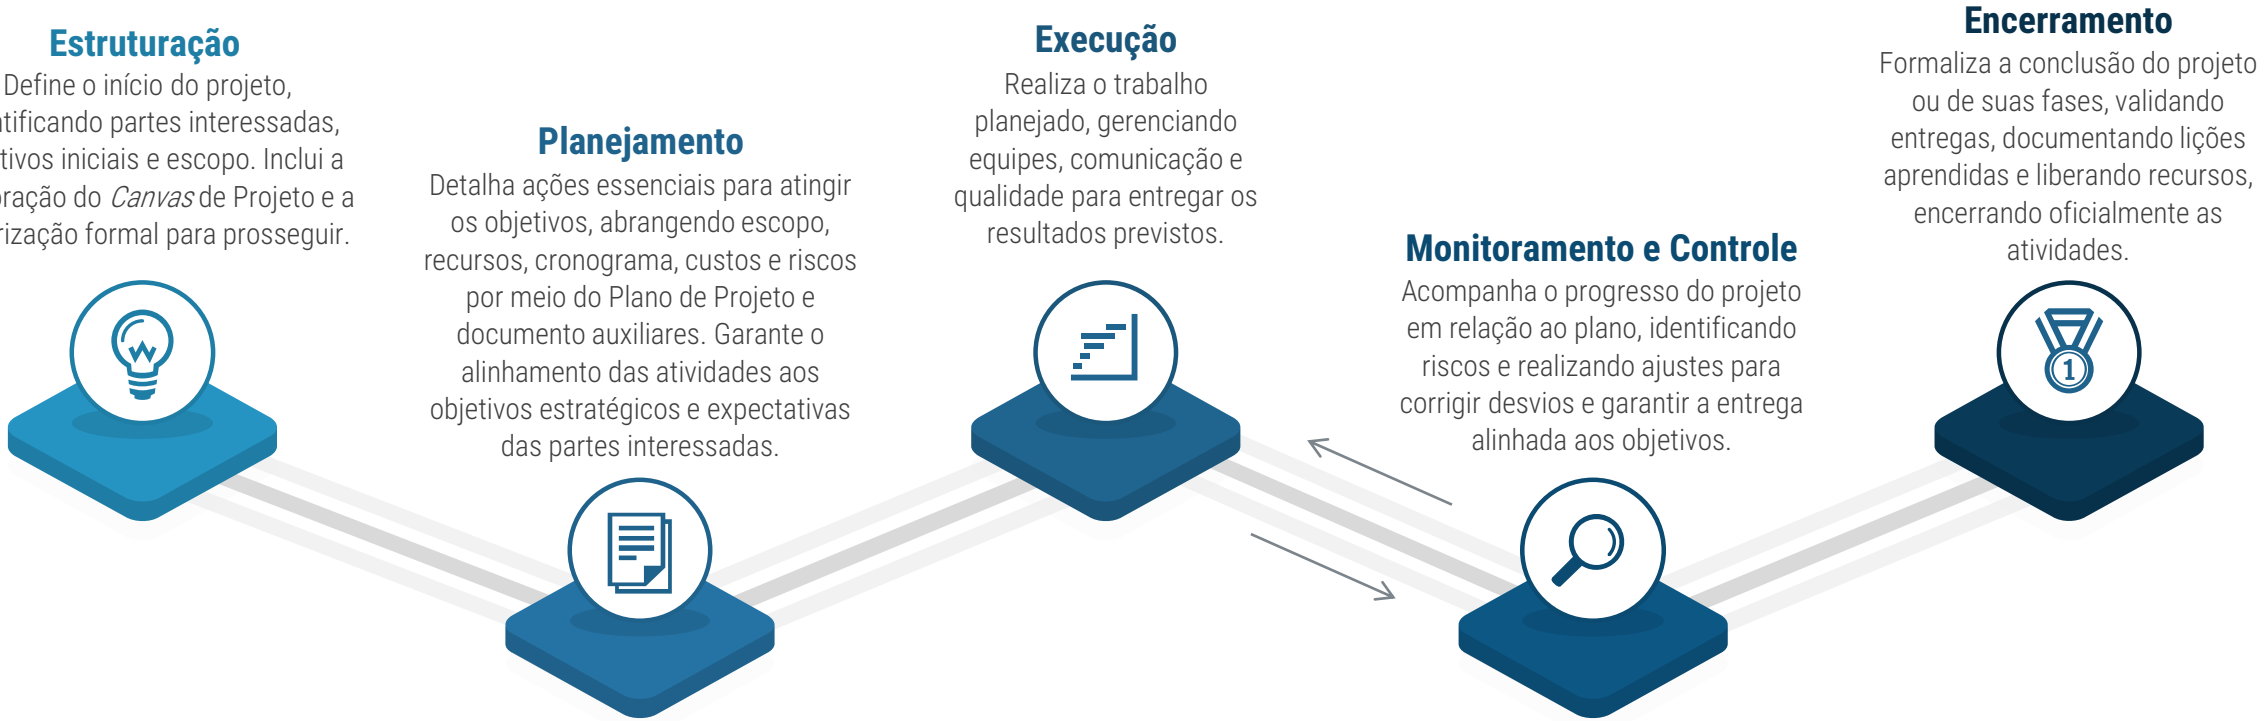 Estruturação
Define o início do projeto,
partes interessadas,
iniciais e escopo. Inclui a
do Canvas de Projeto e a
formal para prosseguir.
Planejamento
Detalha ações essenciais para atingir
os objetivos, abrangendo escopo,
recursos, cronograma, custos e riscos
por meio do Plano de Projeto e
documento auxiliares. Garante o
alinhamento das atividades aos
objetivos estratégicos e expectativas
das partes interessadas.
Execução
Realiza o trabalho
planejado, gerenciando
equipes, comunicação e
qualidade para entregar os
resultados previstos.
Monitoramento e Controle
Acompanha o progresso do projeto
em relação ao plano, identificando
riscos e realizando ajustes para
corrigir desvios e garantir a entrega
alinhada aos objetivos.
Encerramento
Formaliza a conclusão do projeto
ou de suas fases, validando
entregas, documentando lições
aprendidas e liberando recursos,
encerrando oficialmente as
atividades.
1